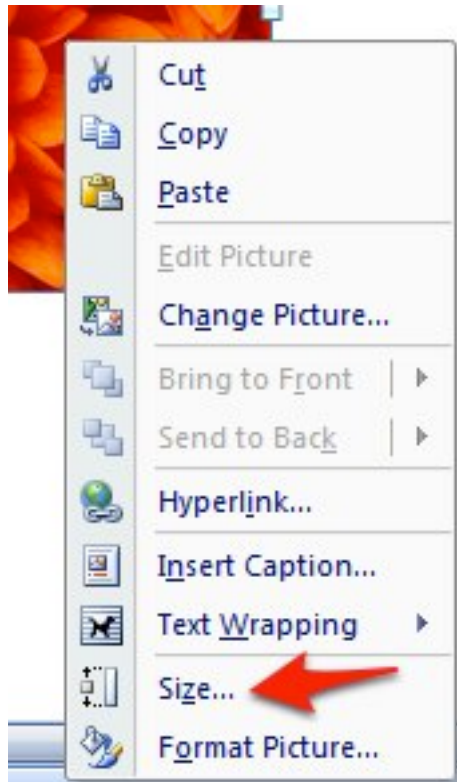 Cut
Copy
Paste
Edit Picture
Change Picture...
Bring to Front
Send to Back
Hyperlink...
Insert Caption...
Text Wrapping
Size...
Format Picture...